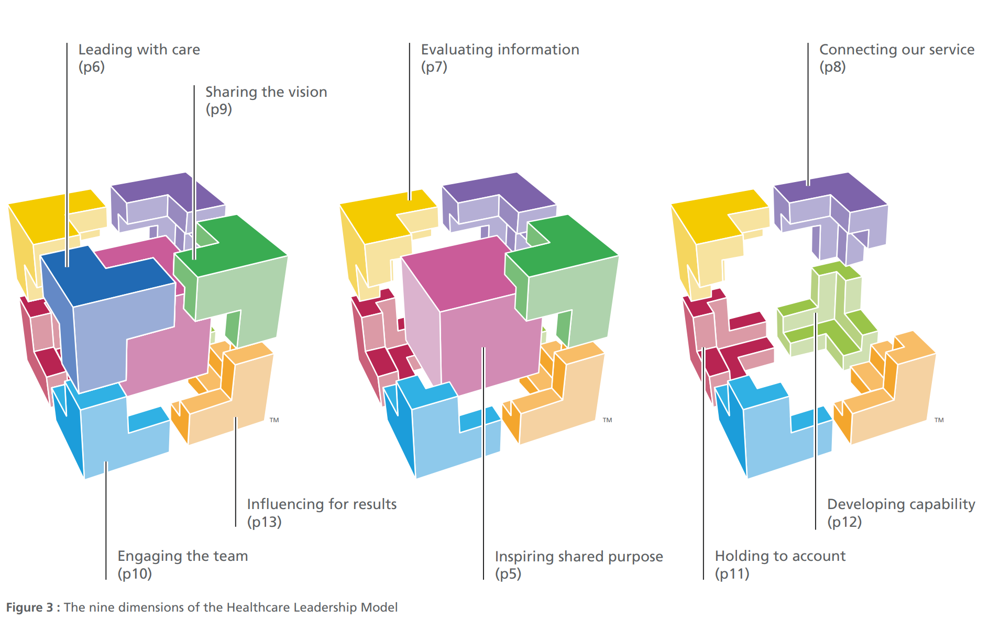 Leading with care
(p6)
Sharing the vision
(p9)
Evaluating information
(p7)
Connecting our service
(p8)
TM
TM
TM
Influencing for results
(p13)
Engaging the team
(p10)
Inspiring shared purpose
(p5)
Developing capability
(p12)
Holding to account
(p11)
Figure 3 : The nine dimensions of the Healthcare Leadership Model